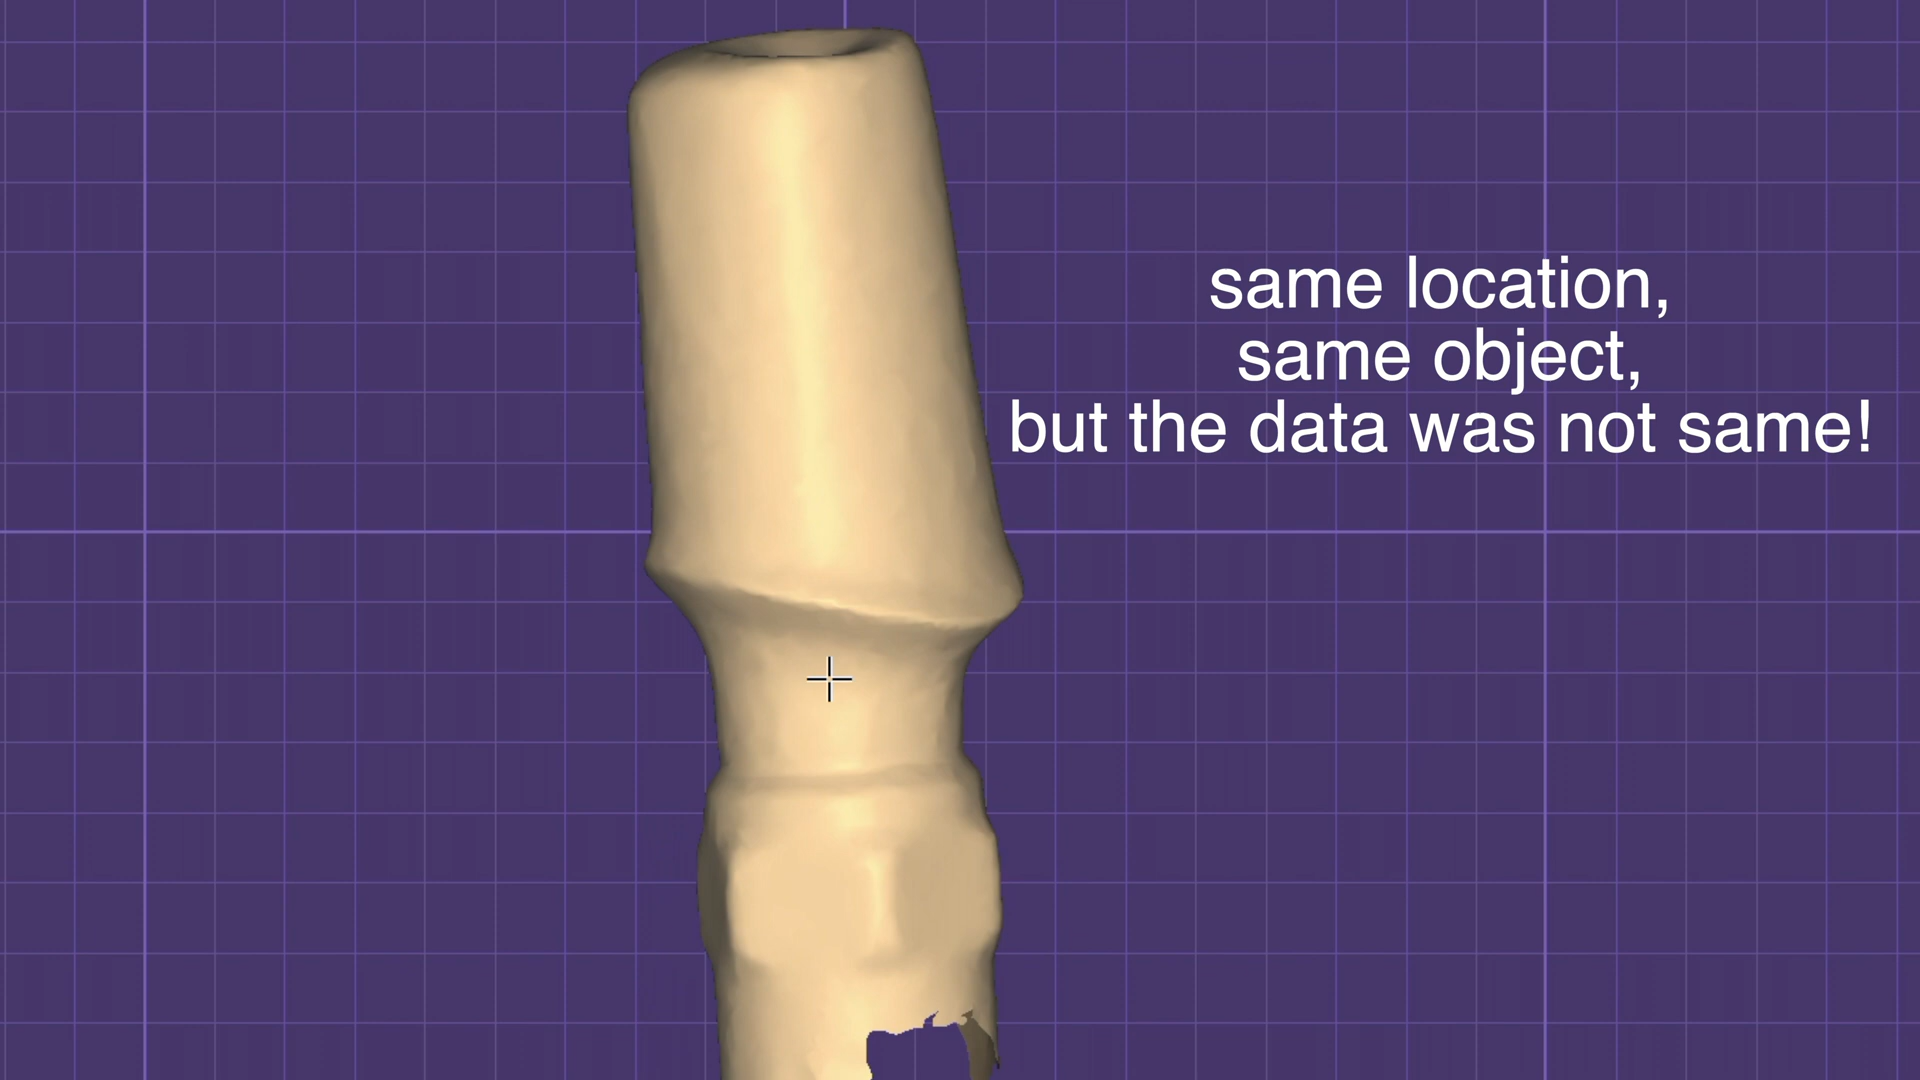 same location,
same object,
but the data was not same!